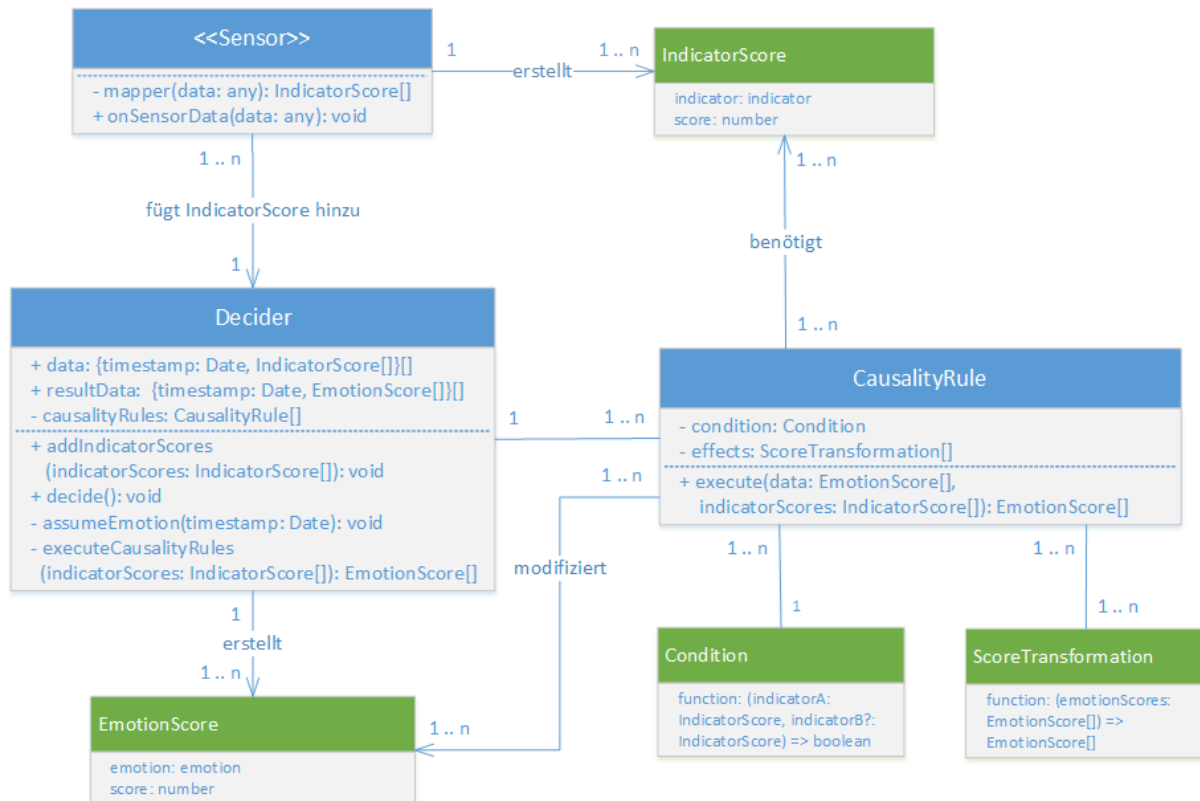 <<Sensor>>
- mapper(data: any): IndicatorScore[]
+ onSensorData(data: any): void
1
erstellt
1.. n
IndicatorScore
indicator: indicator
score: number
1 .. n
fügt IndicatorScore hinzu
1
1 .. n
benötigt
1 .. n
Decider
+ data: {timestamp: Date, IndicatorScore[]}[]
+ resultData: {timestamp: Date, EmotionScore[]}[]
- causalityRules: CausalityRule[]
+ addIndicatorScores
(indicatorScores: IndicatorScore[]): void
+ decide(): void
- assumeEmotion(timestamp: Date): void
- executeCausalityRules
(indicatorScores: IndicatorScore[]): EmotionScore[]
1
1 .. n
CausalityRule
- condition: Condition
- effects: ScoreTransformation[]
+ execute(data: EmotionScore[],
indicatorScores: IndicatorScore[]): EmotionScore[]
1 .. n
modifiziert
1 .. n
1
erstellt
1 .. n
EmotionScore
emotion: emotion
score: number
1 .. n
1
Condition
function: (indicatorA:
IndicatorScore, indicatorB?:
IndicatorScore) => boolean
1 .. n
1 .. n
ScoreTransformation
function: (emotionScores:
EmotionScore[]) =>
EmotionScore[]